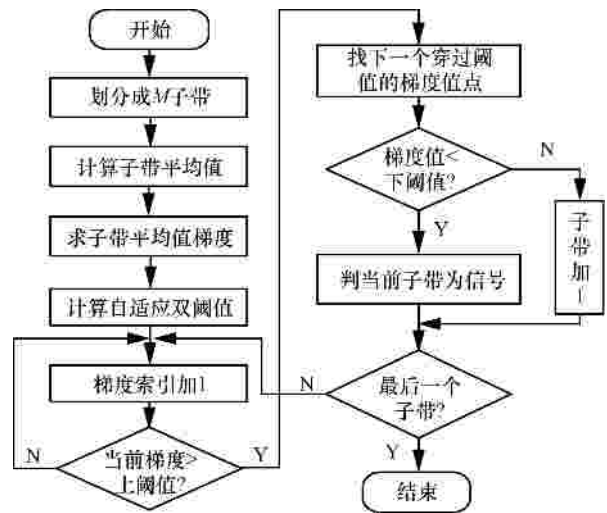 开始
划分成M子带
计算子带平均值
求子带平均值梯度
计算自适应双阈值
梯度索引加1
当前梯度>
上阈值?
N
Y
找下一个穿过阈
值的梯度值点
梯度值<
下阈值?
N
Y
子带加1
判当前子带为信号
最后一个
子带?
N
Y
结束